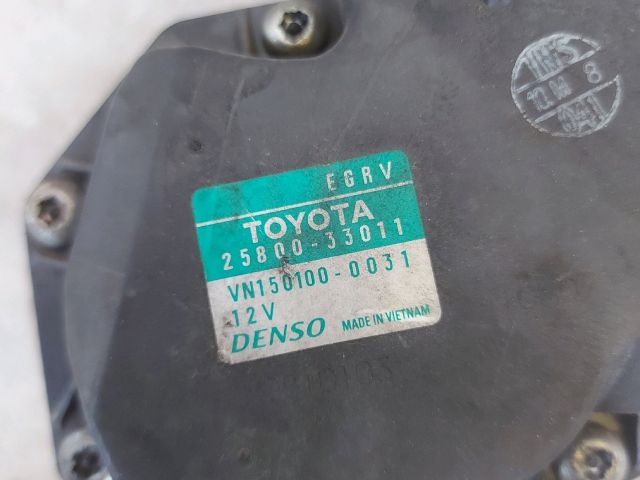 EGRV
TOYOTA
25800-33011
VN150100-0031
12V
DENSO MADE IN VIETNAM